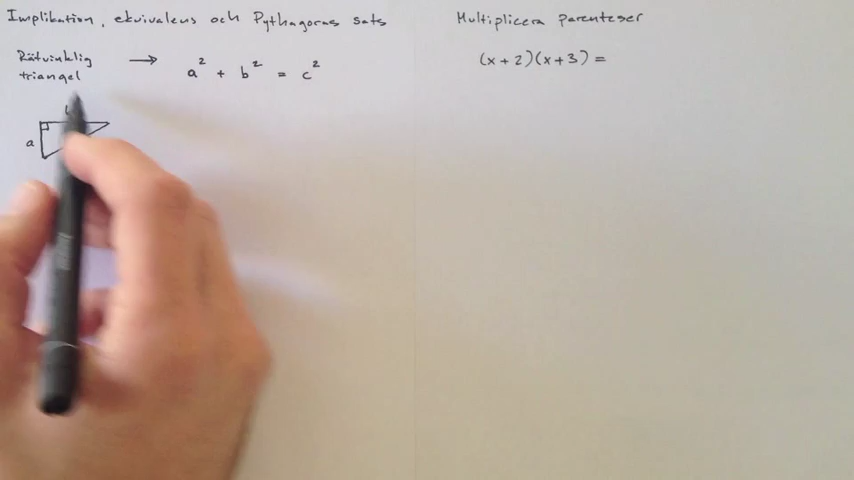 Implikation, ekvivalens och Pythagoras sats
Rätvinklig
triangel → a² + b² = c²
a
Multiplicera parenteser
(x+2)(x+3) =